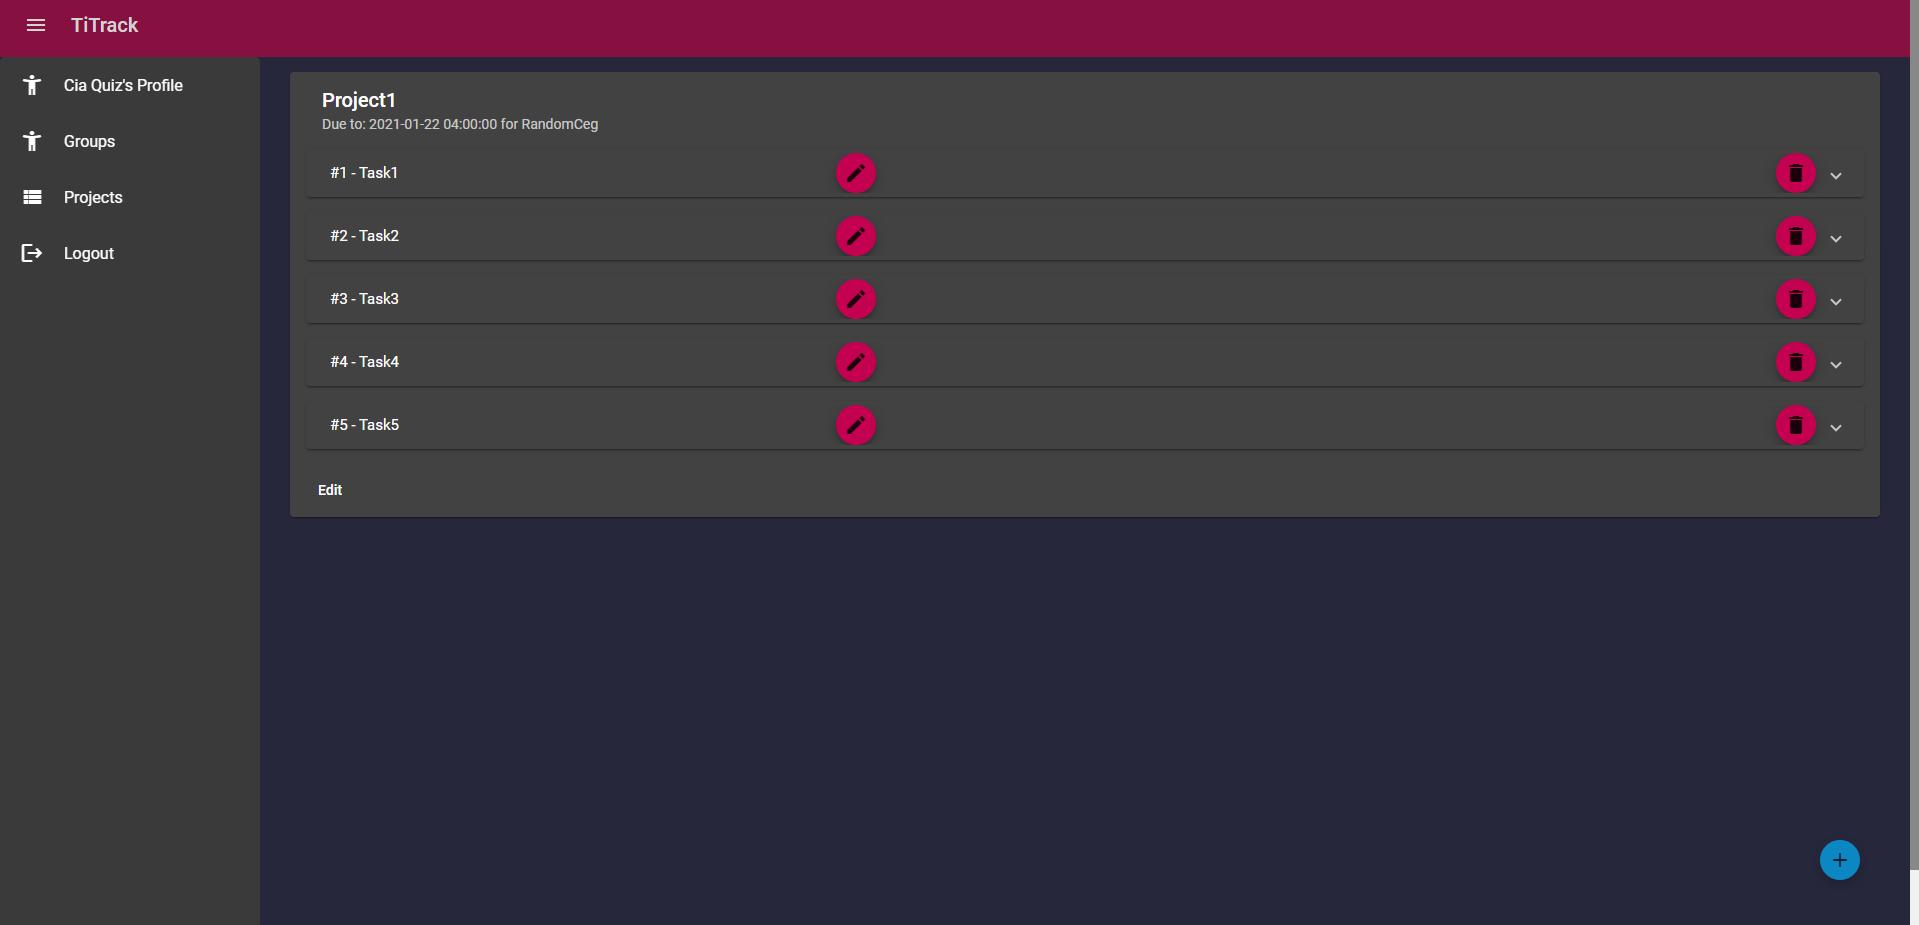 TiTrack
Cia Quiz's Profile
Groups
Projects
Logout
Project1
Due to: 2021-01-22 04:00:00 for RandomCeg
#1 - Task1
#2 - Task2
#3 - Task3
#4 - Task4
#5 - Task5
Edit